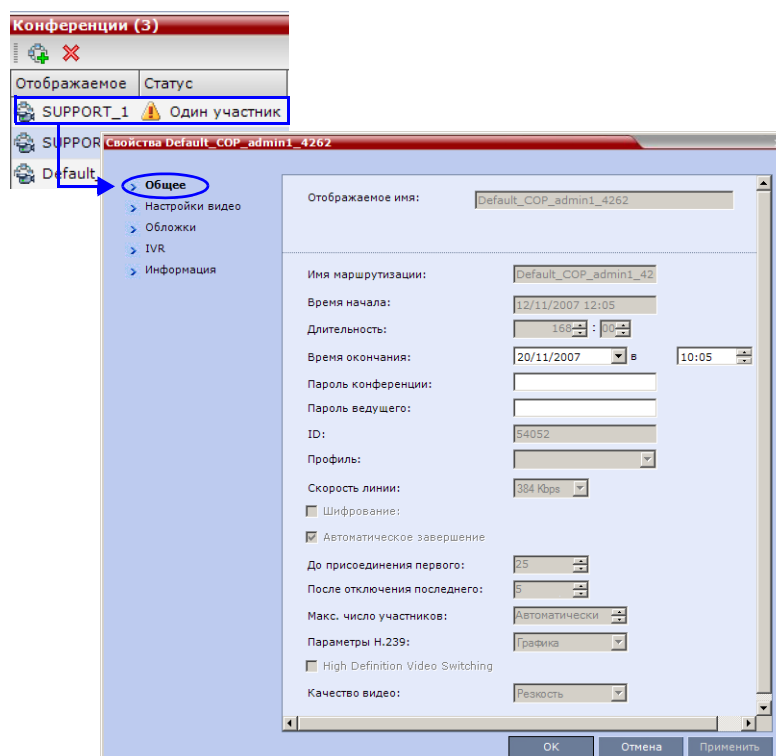 Конференции (3)
Отображаемое Статус
SUPPORT_1 Один участник
SUPPOR
Default_
Свойства Default_COP_admin1_4262
Общее
Настройки видео
Обложки
IVR
Информация
Отображаемое имя: Default_COP_admin1_4262
Имя маршрутизации: Default_COP_admin1_42
Время начала: 12/11/2007 12:05
Длительность: 168 : 00
Время окончания: 20/11/2007 в 10:05
Пароль конференции:
Пароль ведущего:
ID: 54052
Профиль:
Скорость линии: 384 Kbps
Шифрование:
Автоматическое завершение
До присоединения первого: 25
После отключения последнего: 5
Макс. число участников: Автоматически
Параметры H.239: Графика
High Definition Video Switching
Качество видео: Резкость
OK Отмена Применить